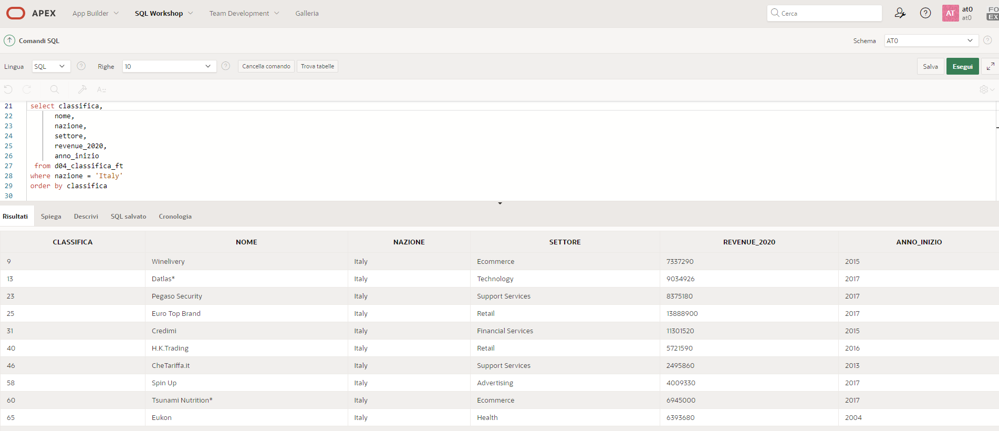 APEX App Builder SQL Workshop Team Development Galleria Cerca AT at0 at0 FO EX
Comandi SQL Schema AT0
Lingua SQL Righe 10 Cancella comando Trova tabelle Salva Esegui
21 select classifica,
22 nome,
23 nazione,
24 settore,
25 revenue_2020,
26 anno_inizio
27 from d04_classifica_ft
28 where nazione = 'Italy'
29 order by classifica
30
Risultati Spiega Descrivi SQL salvato Cronologia
CLASSIFICA NOME NAZIONE SETTORE REVENUE_2020 ANNO_INIZIO
9 Winelivery Italy Ecommerce 7337290 2015
13 Datlas* Italy Technology 9034926 2017
23 Pegaso Security Italy Support Services 8375180 2017
25 Euro Top Brand Italy Retail 13888900 2017
31 Credimi Italy Financial Services 11301520 2015
40 H.K.Trading Italy Retail 5721590 2016
46 CheTariffa.it Italy Support Services 2495860 2013
58 Spin Up Italy Advertising 4009330 2017
60 Tsunami Nutrition* Italy Ecommerce 6945000 2017
65 Eukon Italy Health 6393680 2004